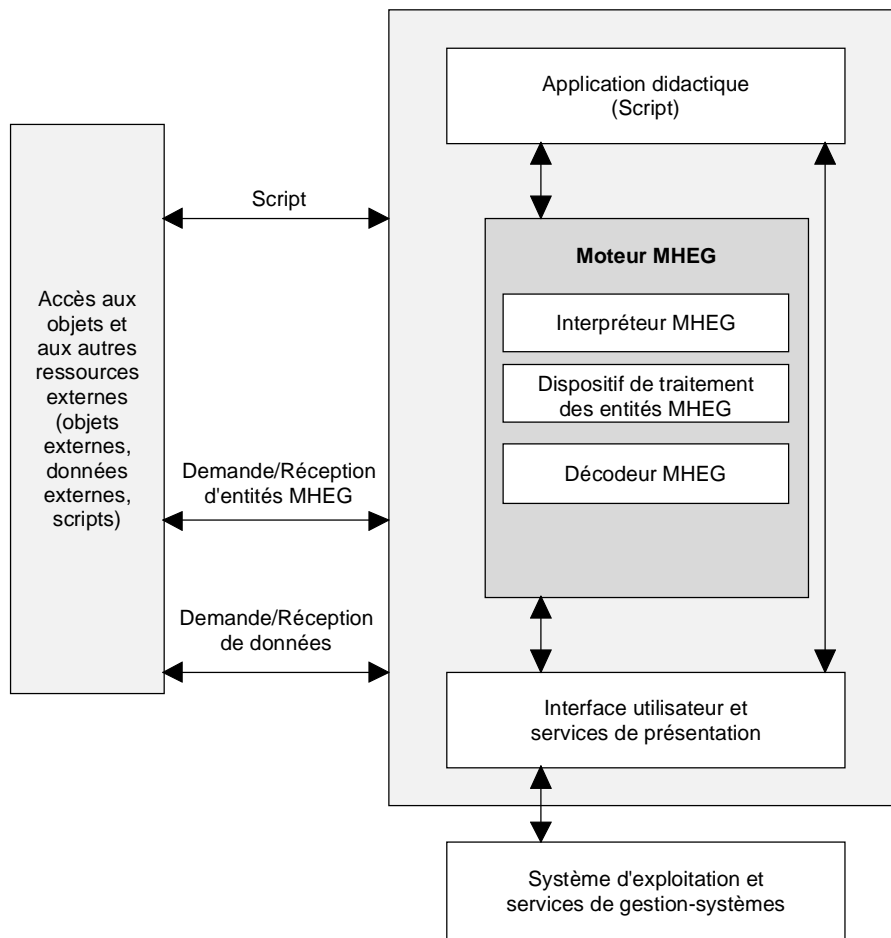 Application didactique
(Script)
Script
Moteur MHEG
Accès aux
objets et
aux autres
ressources
externes
(objets
externes,
données
externes,
scripts)
Interpréteur MHEG
Dispositif de traitement
des entités MHEG
Décodeur MHEG
Demande/Réception
d'entités MHEG
Demande/Réception
de données
Interface utilisateur et
services de présentation
Système d'exploitation et
services de gestion-systèmes